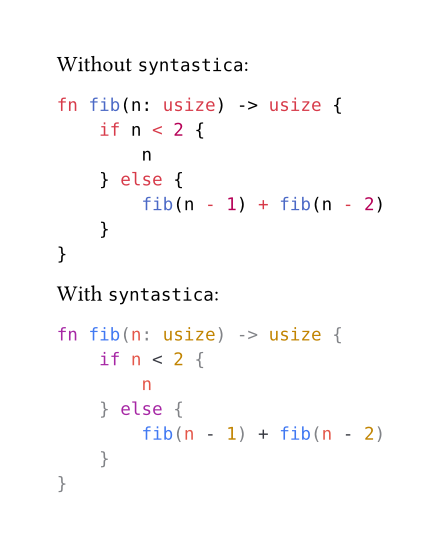 Without syntastica:
fn fib(n: usize) -> usize {
    if n < 2 {
        n
    } else {
        fib(n - 1) + fib(n - 2)
    }
}
With syntastica:
fn fib(n: usize) -> usize {
    if n < 2 {
        n
    } else {
        fib(n - 1) + fib(n - 2)
    }
}